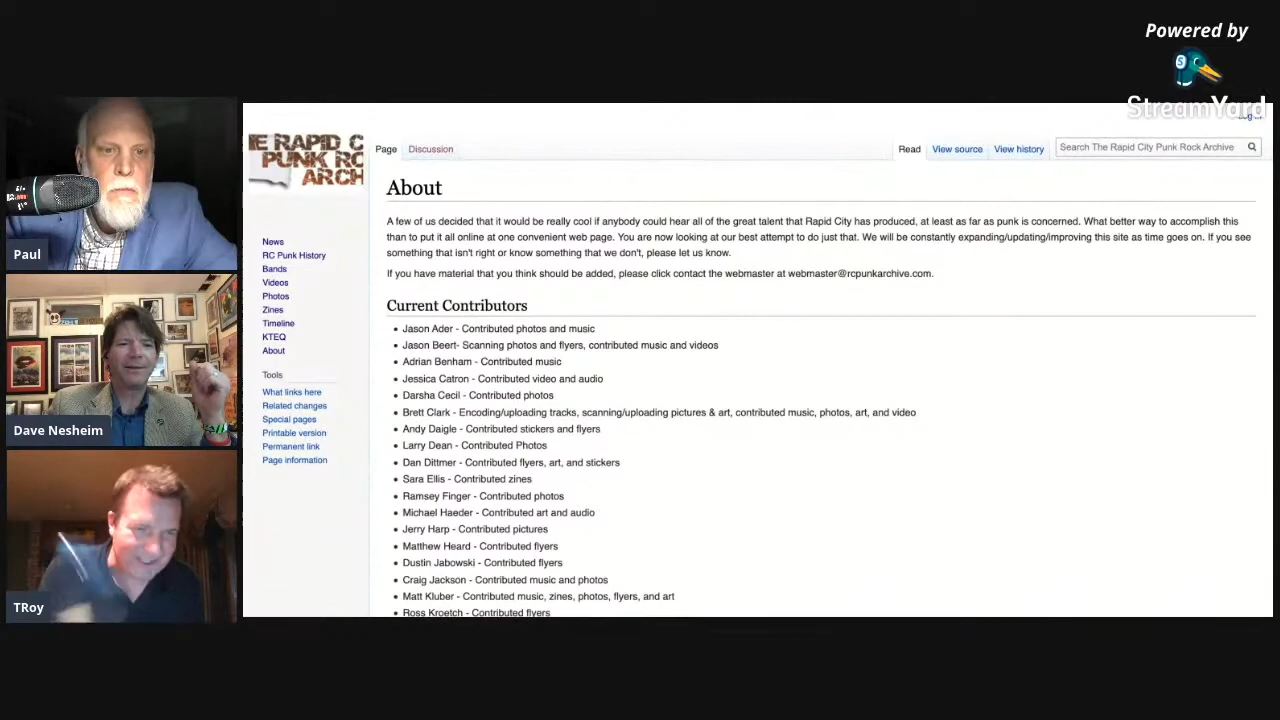 Powered by
StreamYard
THE RAPID C
PUNK RO
ARCH
Page
Discussion
Read
View source
View history
Search The Rapid City Punk Rock Archive
About
A few of us decided that it would be really cool if anybody could hear all of the great talent that Rapid City has produced, at least as far as punk is concerned. What better way to accomplish this
than to put it all online at one convenient web page. You are now looking at our best attempt to do just that. We will be constantly expanding/updating/improving this site as time goes on. If you see
something that isn't right or know something that we don't, please let us know.
If you have material that you think should be added, please click contact the webmaster at webmaster@rcpunkarchive.com.
Current Contributors
• Jason Ader - Contributed photos and music
• Jason Beert- Scanning photos and flyers, contributed music and videos
• Adrian Benham - Contributed music
• Jessica Catron - Contributed video and audio
• Darsha Cecil - Contributed photos
• Brett Clark - Encoding/uploading tracks, scanning/uploading pictures & art, contributed music, photos, art, and video
• Andy Daigle - Contributed stickers and flyers
• Larry Dean - Contributed Photos
• Dan Dittmer - Contributed flyers, art, and stickers
• Sara Ellis - Contributed zines
• Ramsey Finger - Contributed photos
• Michael Haeder - Contributed art and audio
• Jerry Harp - Contributed pictures
• Matthew Heard - Contributed flyers
• Dustin Jabowski - Contributed flyers
• Craig Jackson - Contributed music and photos
• Matt Kluber - Contributed music, zines, photos, flyers, and art
• Ross Kroetch - Contributed flyers
News
RC Punk History
Bands
Videos
Photos
Zines
Timeline
KTEQ
About
Tools
What links here
Related changes
Special pages
Printable version
Permanent link
Page information
Paul
Dave Nesheim
TRoy